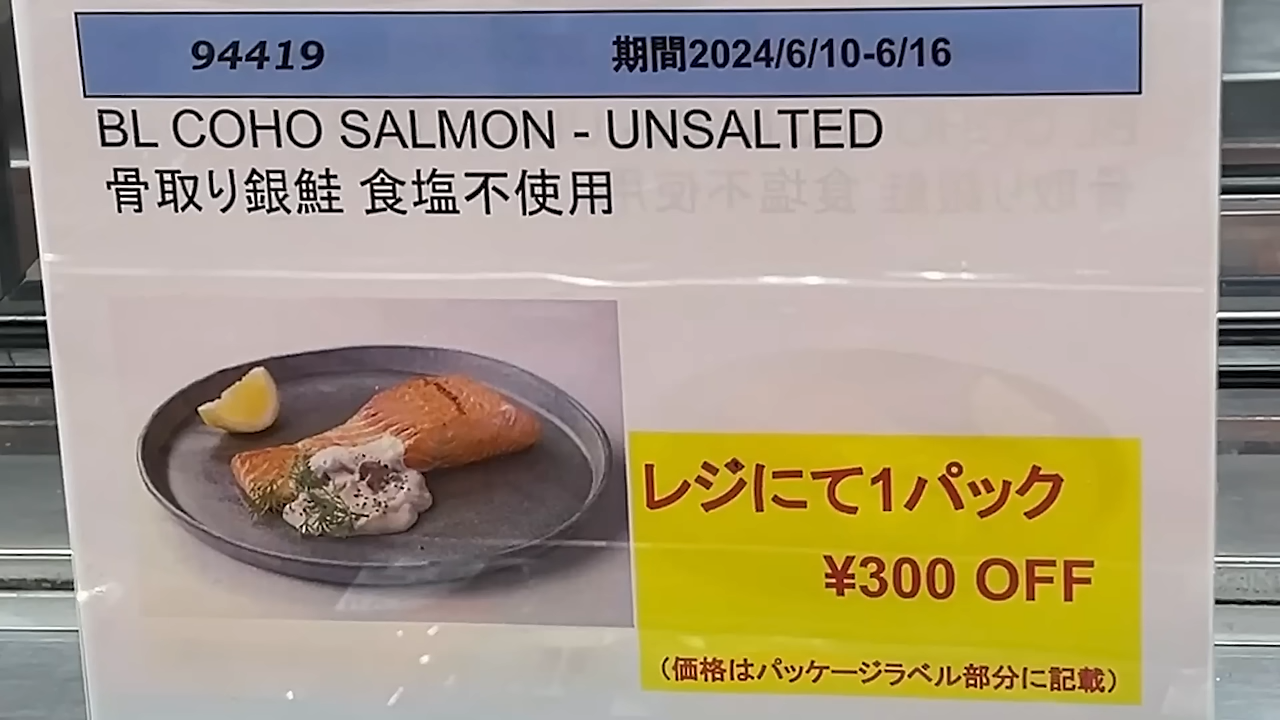 94419 期間2024/6/10-6/16
BL COHO SALMON - UNSALTED
骨取り銀鮭 食塩不使用
レジにて1パック
¥300 OFF
（価格はパッケージラベル部分に記載）